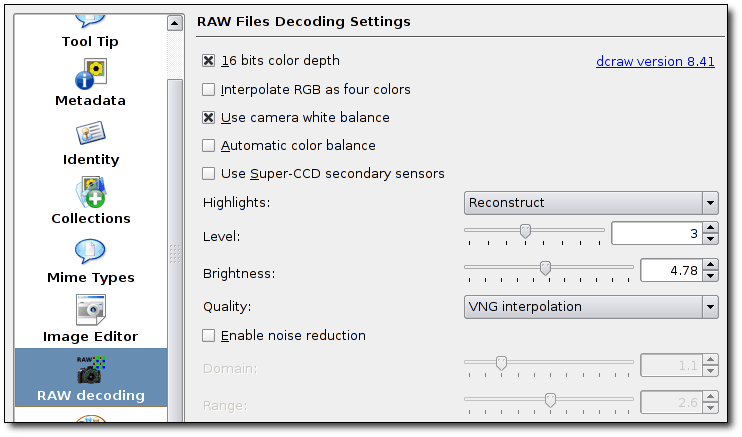 Tool Tip
Metadata
Identity
Collections
Mime Types
Image Editor
RAW
RAW decoding
RAW Files Decoding Settings
16 bits color depth
dcraw version 8.41
Interpolate RGB as four colors
Use camera white balance
Automatic color balance
Use Super-CCD secondary sensors
Highlights: Reconstruct
Level: 3
Brightness: 4.78
Quality: VNG interpolation
Enable noise reduction
Domain: 1.1
Range: 2.6